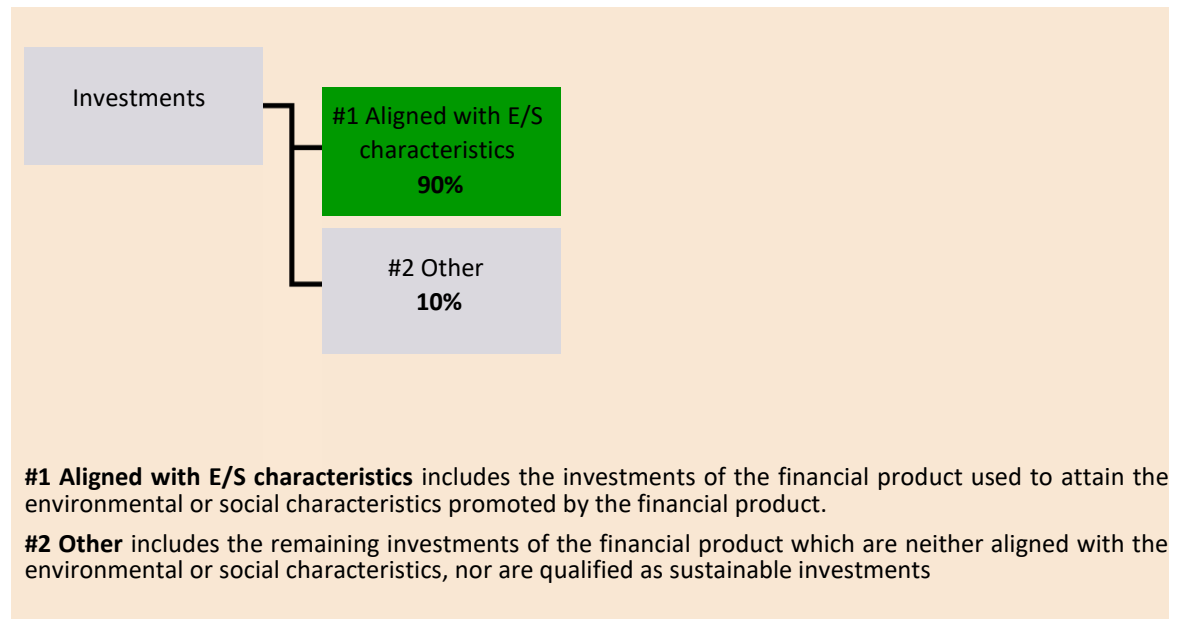 Investments
#1 Aligned with E/S
characteristics
90%
#2 Other
10%
#1 Aligned with E/S characteristics includes the investments of the financial product used to attain the
environmental or social characteristics promoted by the financial product.
#2 Other includes the remaining investments of the financial product which are neither aligned with the
environmental or social characteristics, nor are qualified as sustainable investments